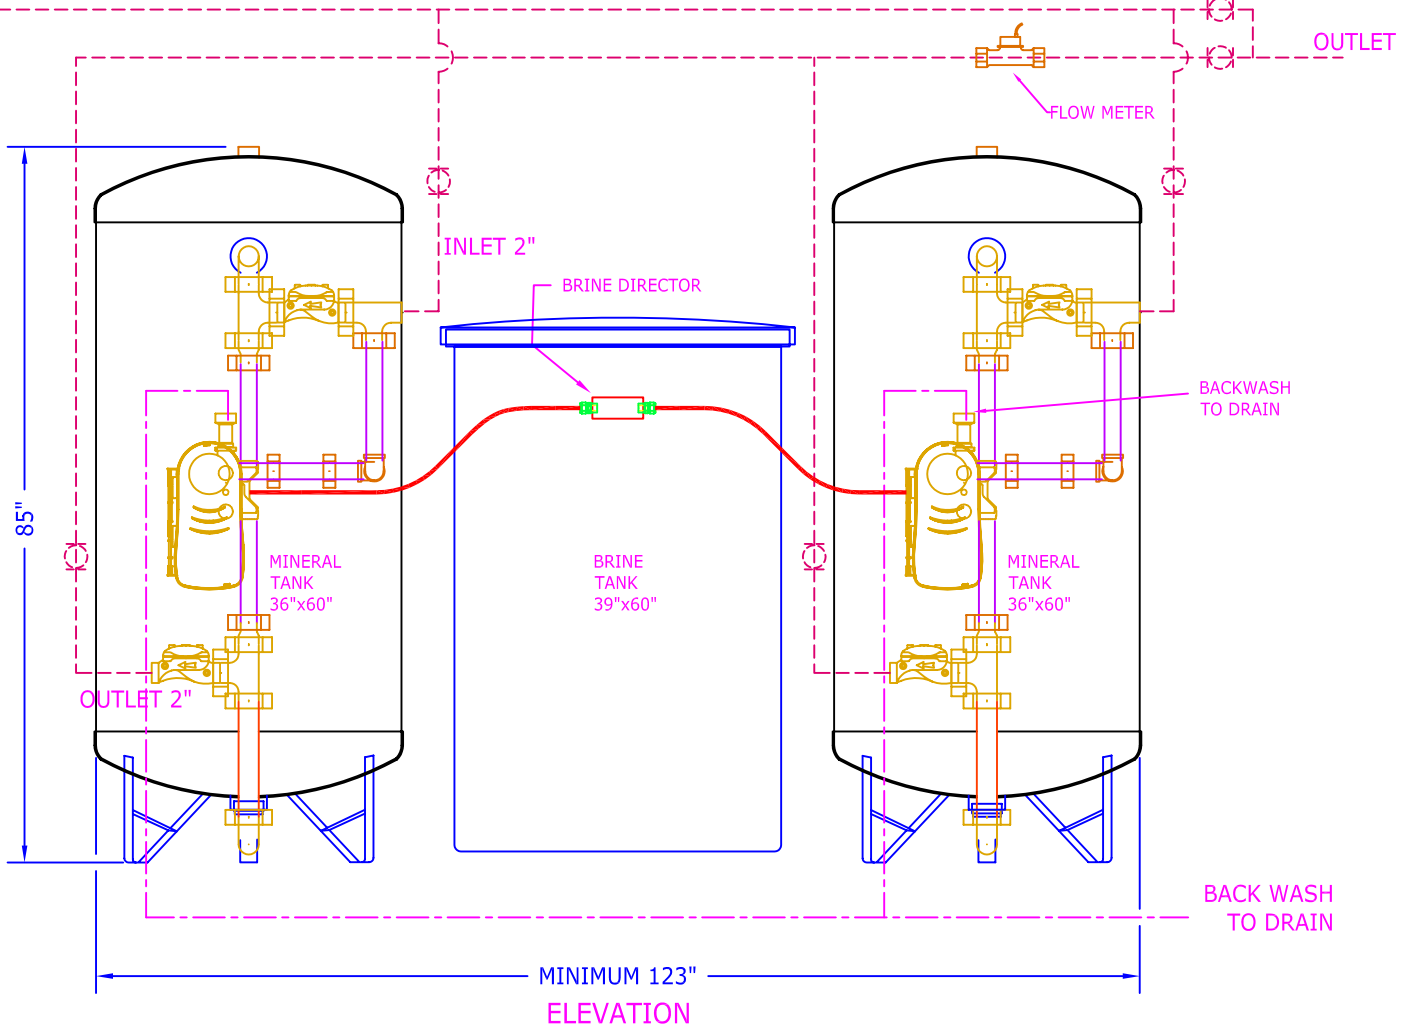 OUTLET
FLOW METER
INLET 2"
BRINE DIRECTOR
BACKWASH
TO DRAIN
85"
MINERAL
TANK
36"x60"
BRINE
TANK
39"x60"
MINERAL
TANK
36"x60"
OUTLET 2"
BACK WASH
TO DRAIN
MINIMUM 123"
ELEVATION